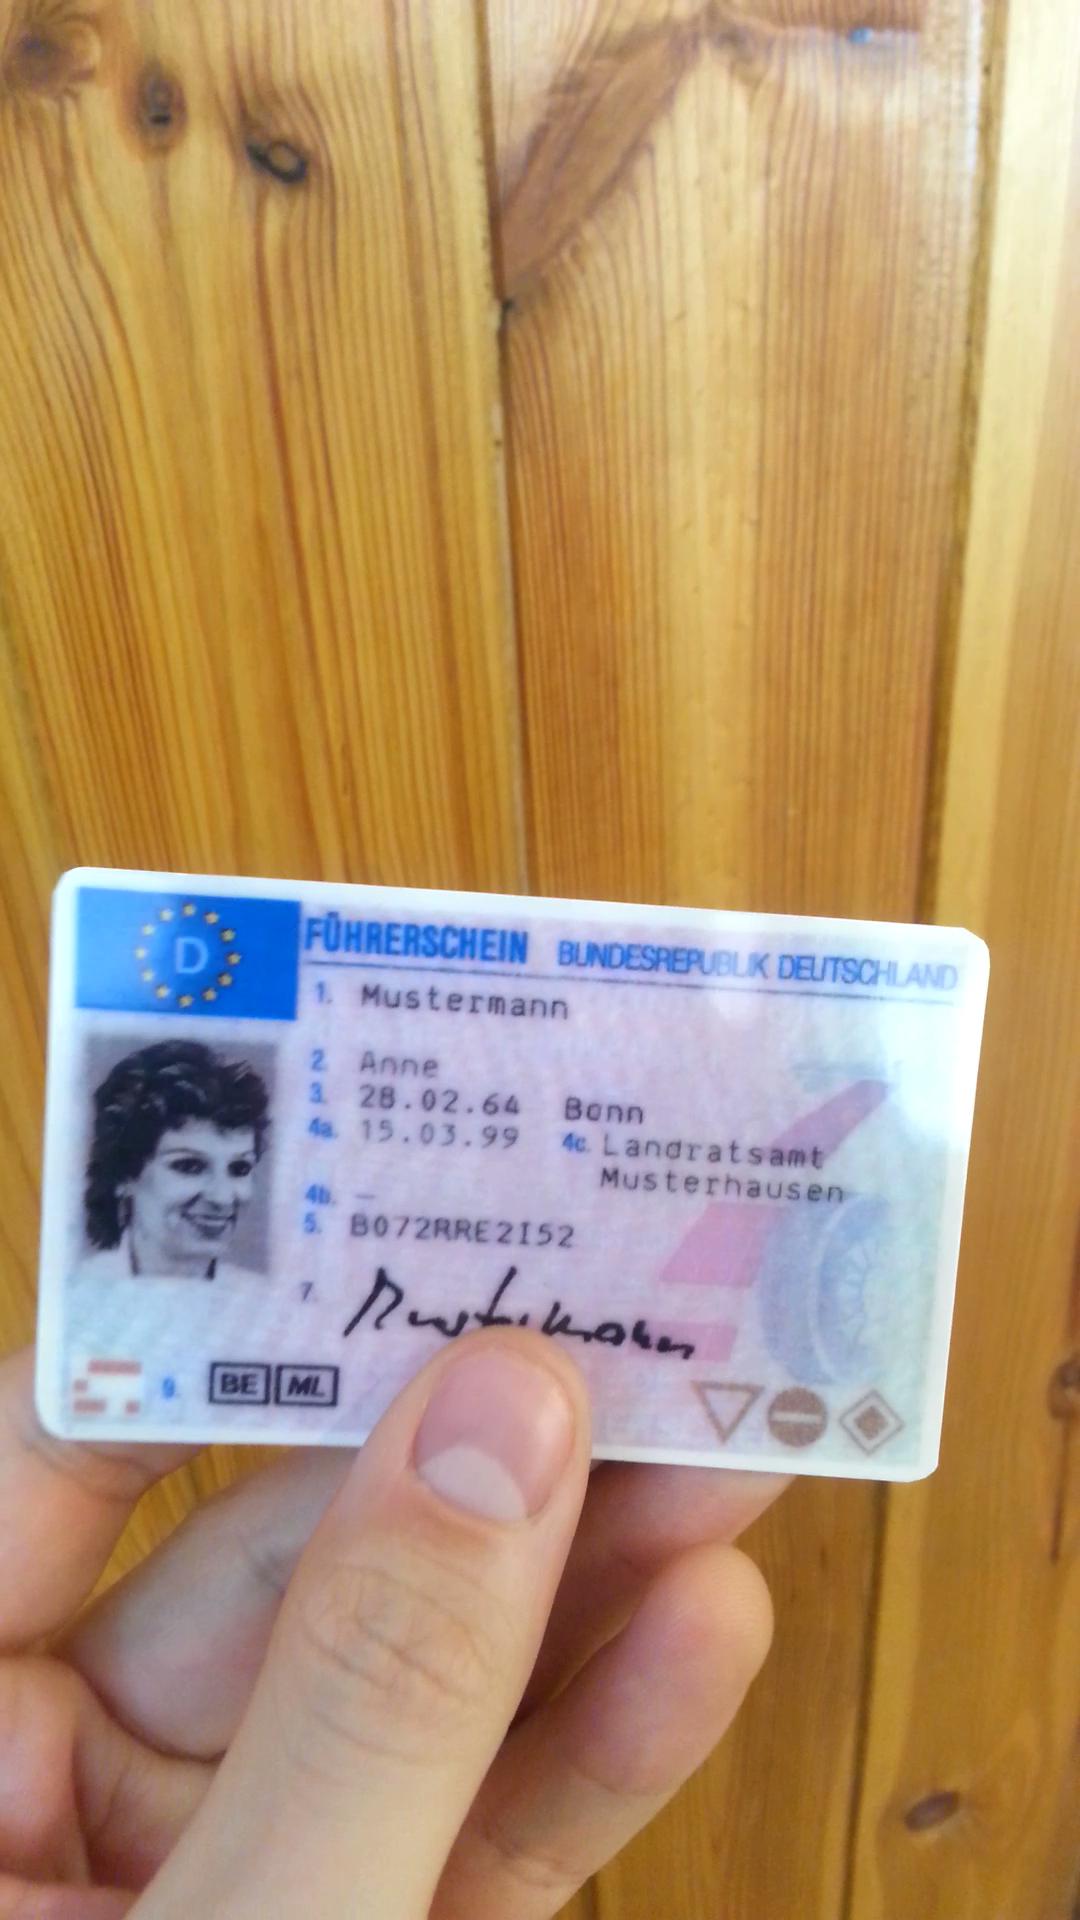 D
FÜHRERSCHEIN BUNDESREPUBLIK DEUTSCHLAND
1. Mustermann
2. Anne
3. 28.02.64 Bonn
4a. 15.03.99 4c. Landratsamt
Musterhausen
4b. —
5. B072RRE2I52
7. Mustermann
9. BE ML